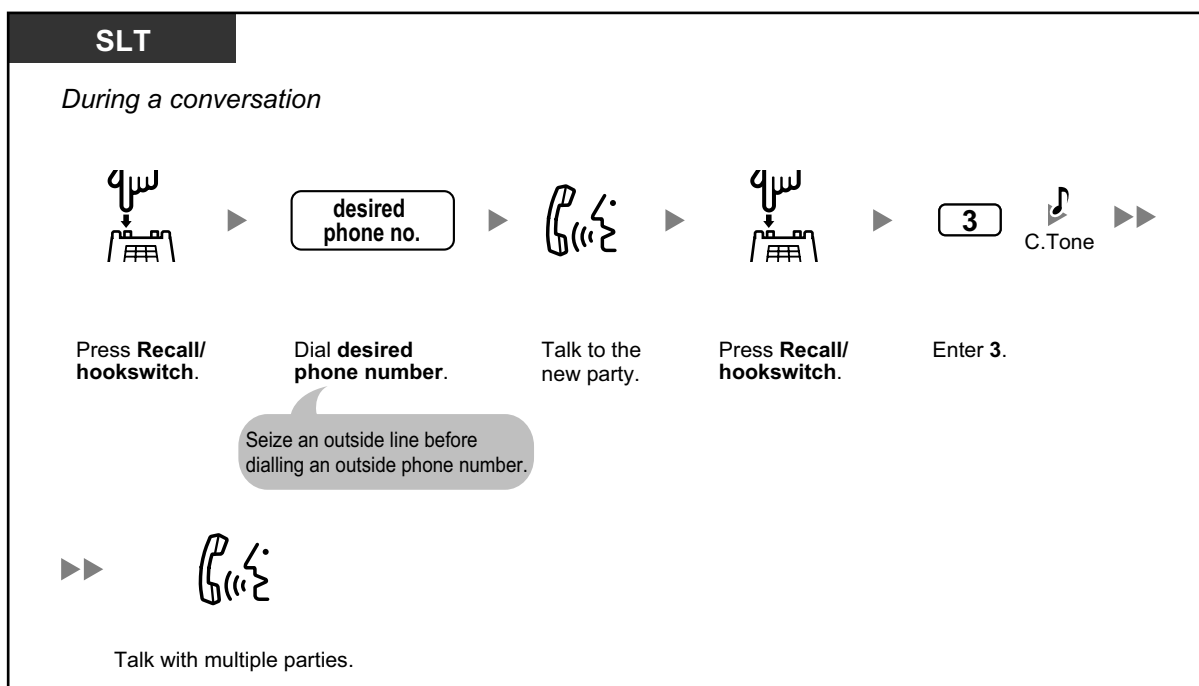 SLT
During a conversation
desired
phone no.
3
C.Tone
Press Recall/
hookswitch.
Dial desired
phone number.
Talk to the
new party.
Press Recall/
hookswitch.
Enter 3.
Seize an outside line before
dialling an outside phone number.
Talk with multiple parties.